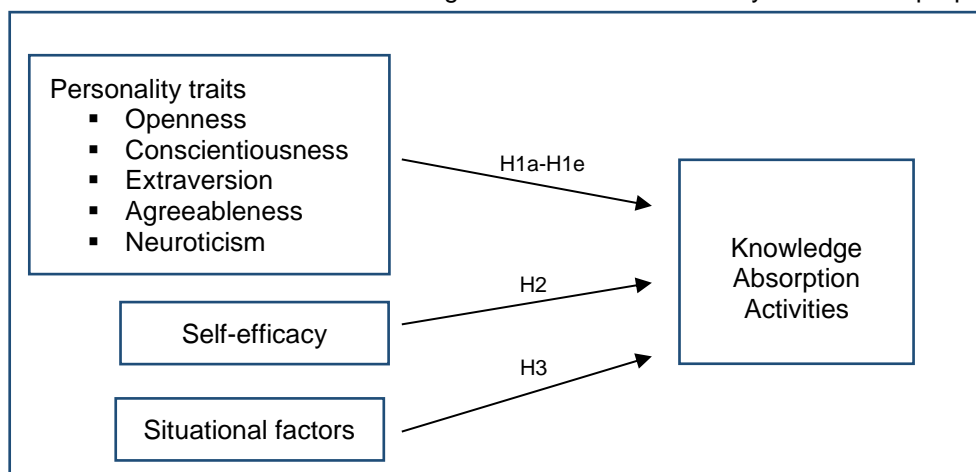 Personality traits
▪ Openness
▪ Conscientiousness
▪ Extraversion
▪ Agreeableness
▪ Neuroticism
H1a-H1e
Knowledge
Absorption
Activities
H2
Self-efficacy
H3
Situational factors